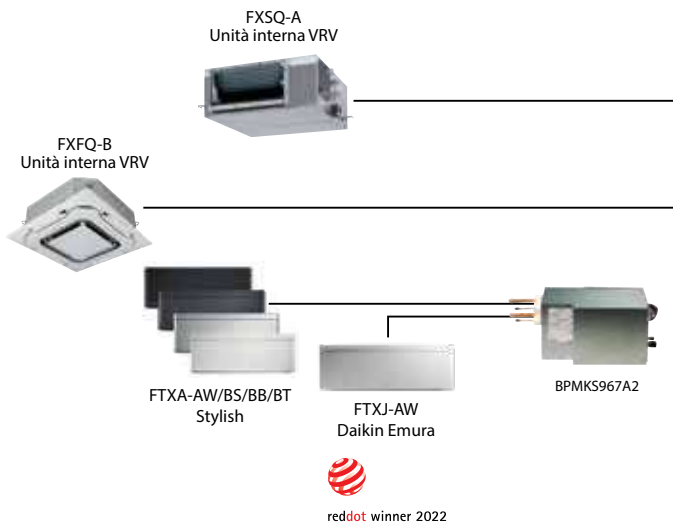 FXSQ-A
Unità interna VRV
FXFQ-B
Unità interna VRV
FTXA-AW/BS/BB/BT
Stylish
FTXJ-AW
Daikin Emura
BPMKS967A2
reddot winner 2022